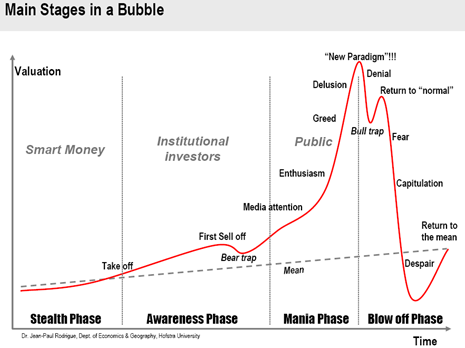 Main Stages in a Bubble
Valuation
“New Paradigm”!!!
Denial
Delusion
Return to “normal”
Greed
Smart Money
Institutional
investors
Public
Bull trap
Fear
Enthusiasm
Capitulation
Media attention
First Sell off
Return to
the mean
Take off
Bear trap
Mean
Despair
Stealth Phase
Awareness Phase
Mania Phase
Blow off Phase
Time
Dr. Jean-Paul Rodrigue, Dept. of Economics & Geography, Hofstra University